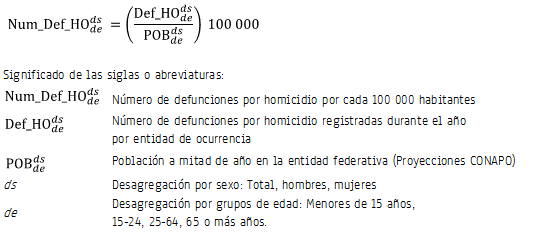 Num_Def_HO^{ds}_{de} = (Def_HO^{ds}_{de} / POB^{ds}_{de}) 100 000
Significado de las siglas o abreviaturas:
Num_Def_HO^{ds}_{de} Número de defunciones por homicidio por cada 100 000 habitantes
Def_HO^{ds}_{de} Número de defunciones por homicidio registradas durante el año
por entidad de ocurrencia
POB^{ds}_{de} Población a mitad de año en la entidad federativa (Proyecciones CONAPO)
ds Desagregación por sexo: Total, hombres, mujeres
de Desagregación por grupos de edad: Menores de 15 años,
15-24, 25-64, 65 o más años.